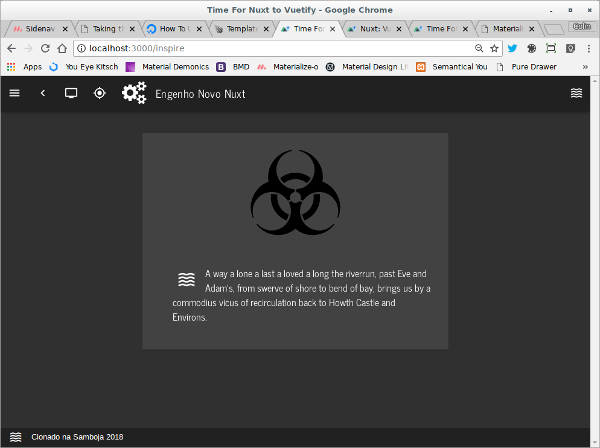 Time For Nuxt to Vuetify - Google Chrome
Sidenav Taking th How To Template Time For Nuxt: Vu Time For Materiali Colin
localhost:3000/inspire
Apps You Eye Kitsch Material Demonics BMD Materialize-o Material Design Li Semantical You Pure Drawer
Engenho Novo Nuxt
A way a lone a last a loved a long the riverrun, past Eve and
Adam's, from swerve of shore to bend of bay, brings us by a
commodius vicus of recirculation back to Howth Castle and
Environs.
Clonado na Samboja 2018